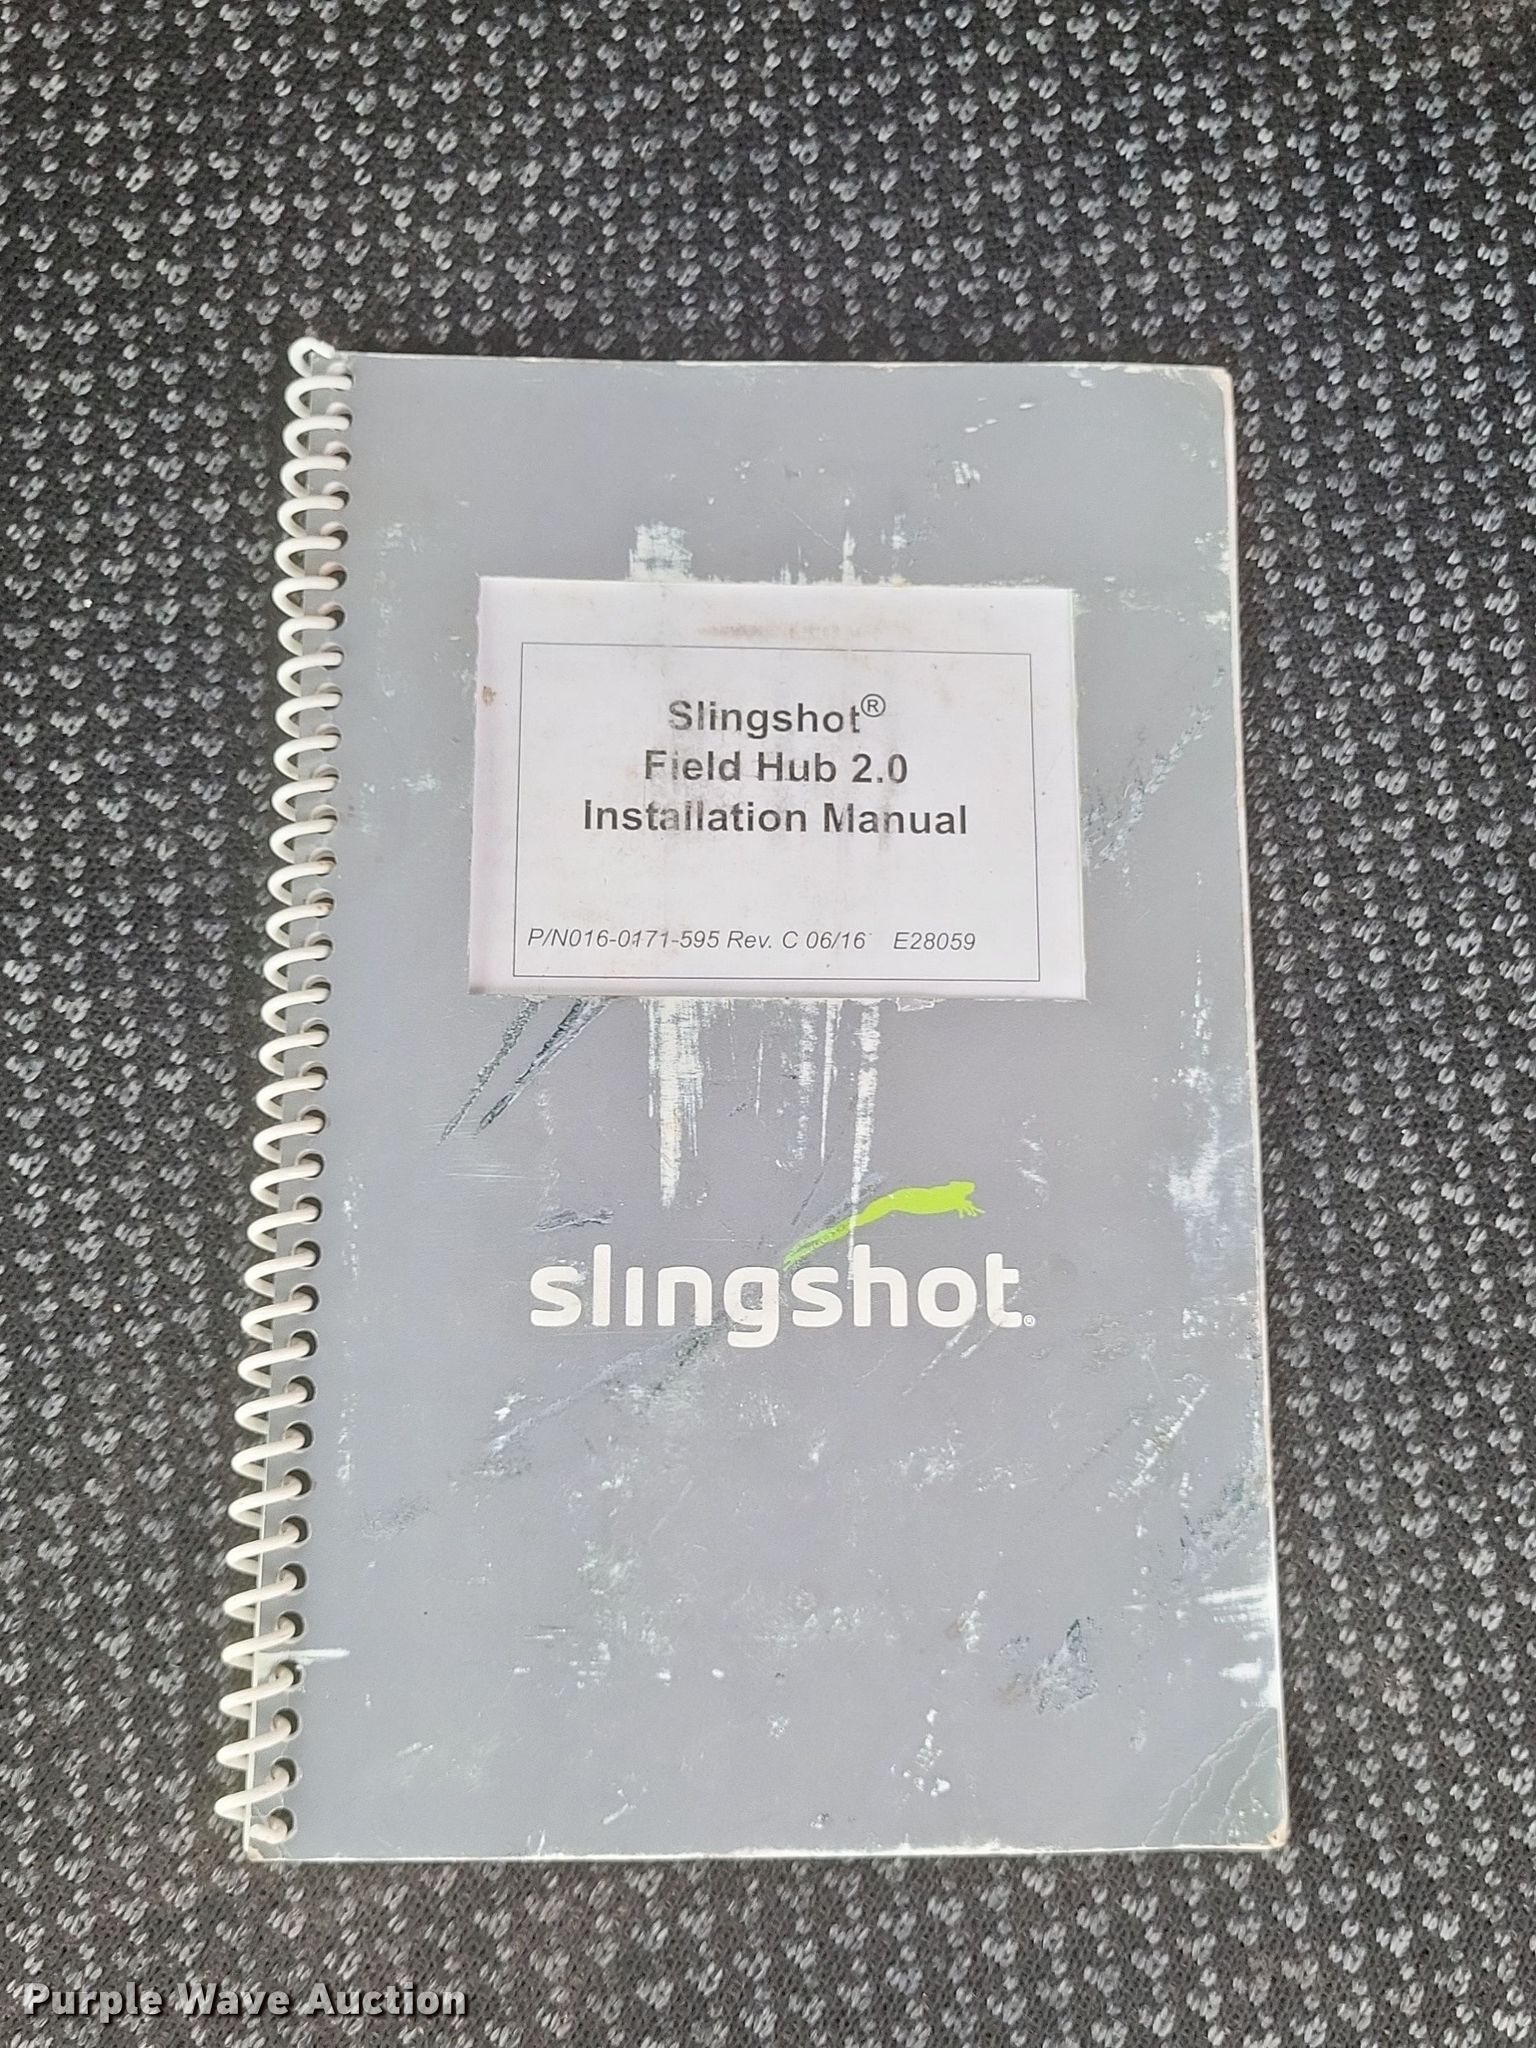 Slingshot®
Field Hub 2.0
Installation Manual
P/N016-0171-595 Rev. C 06/16 E28059
slingshot®
Purple Wave Auction